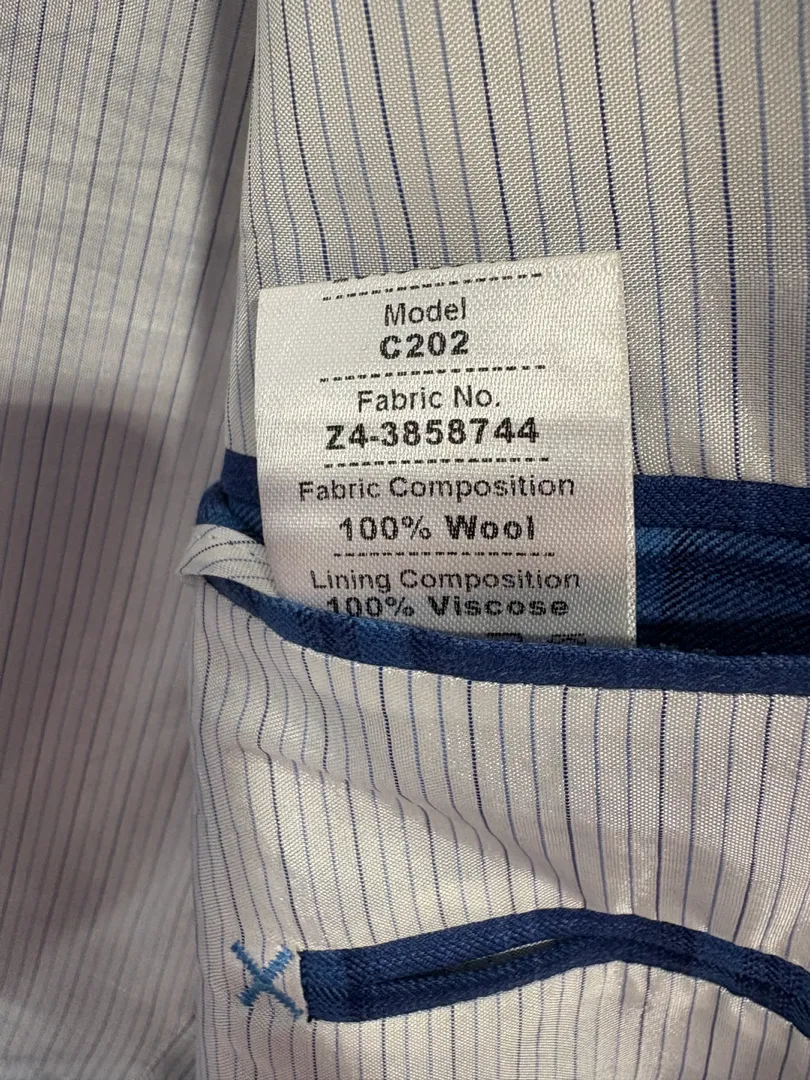 Model
C202
Fabric No.
Z4-3858744
Fabric Composition
100% Wool
Lining Composition
100% Viscose